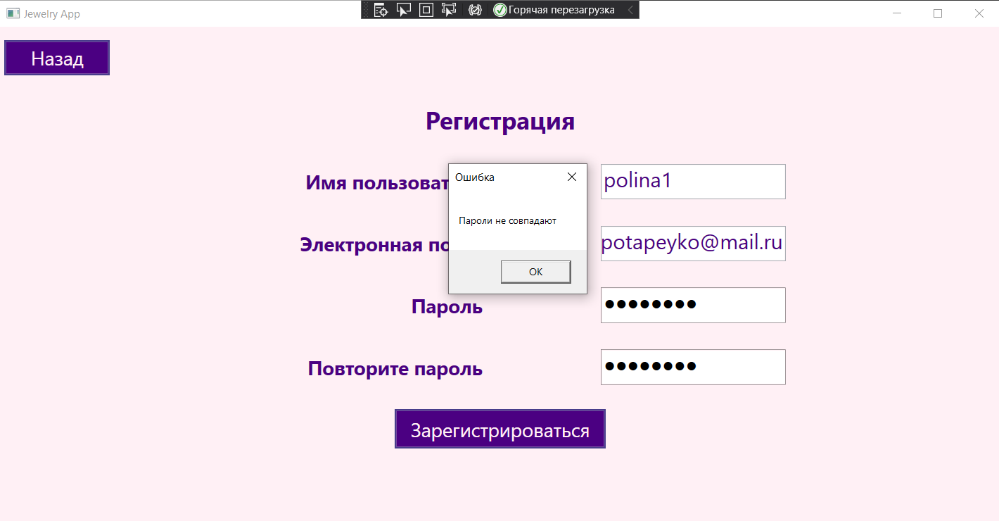 Jewelry App
Горячая перезагрузка
Назад
Регистрация
Имя пользоват
polina1
Ошибка
Пароли не совпадают
OK
Электронная по
potapeyko@mail.ru
Пароль
••••••••
Повторите пароль
••••••••
Зарегистрироваться